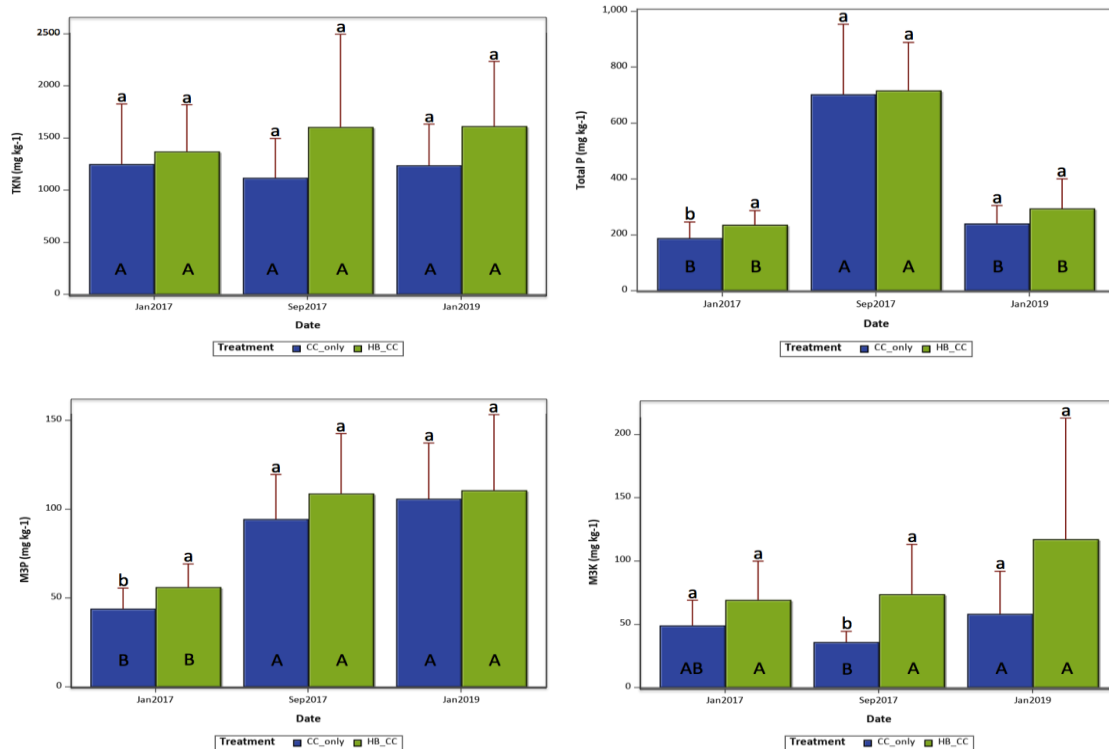 TKN (mg kg-1)
2500
2000
1500
1000
500
0
a a a a a a
A A A A A A
Jan2017 Sep2017 Jan2019
Date
Treatment CC_only HB_CC
Total P (mg kg-1)
1,000
800
600
400
200
0
b a a a a a
B B A A B B
Jan2017 Sep2017 Jan2019
Date
Treatment CC_only HB_CC
M3P (mg kg-1)
150
100
50
0
b a a a a a
B B A A A A
Jan2017 Sep2017 Jan2019
Date
Treatment CC_only HB_CC
M3K (mg kg-1)
200
150
100
50
0
a a b a a a
AB A B A A A
Jan2017 Sep2017 Jan2019
Date
Treatment CC_only HB_CC